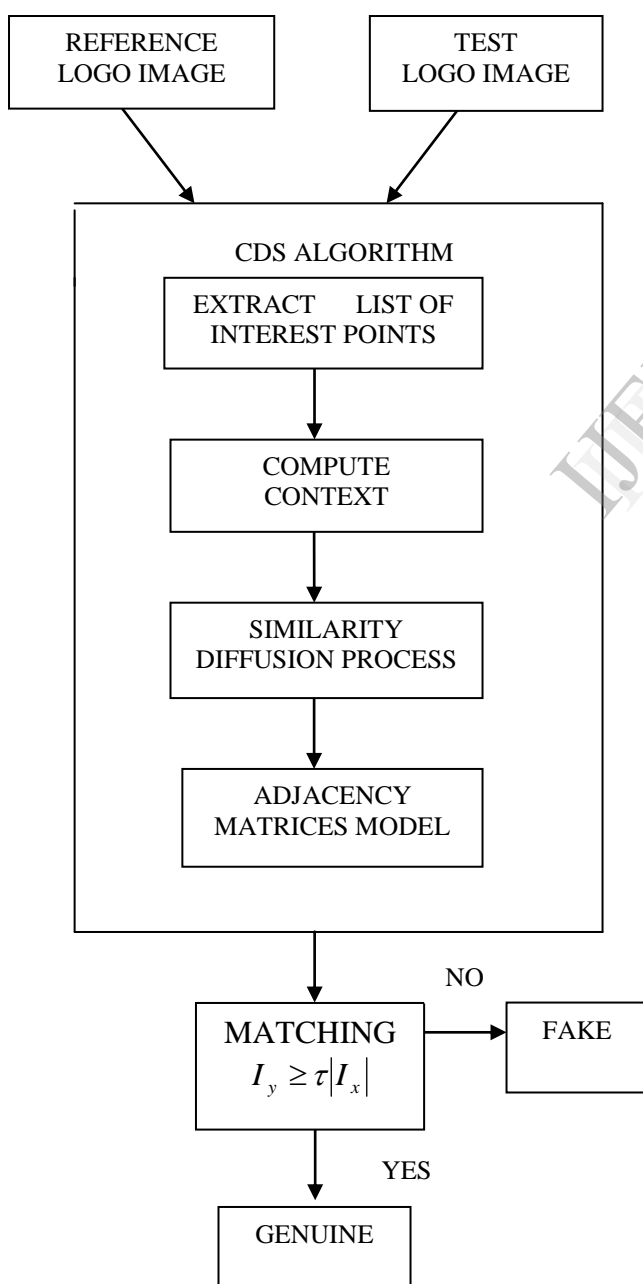 REFERENCE
LOGO IMAGE
TEST
LOGO IMAGE
CDS ALGORITHM
EXTRACT LIST OF
INTEREST POINTS
COMPUTE
CONTEXT
SIMILARITY
DIFFUSION PROCESS
ADJACENCY
MATRICES MODEL
NO
MATCHING
I_y ≥ τ|I_x|
FAKE
YES
GENUINE